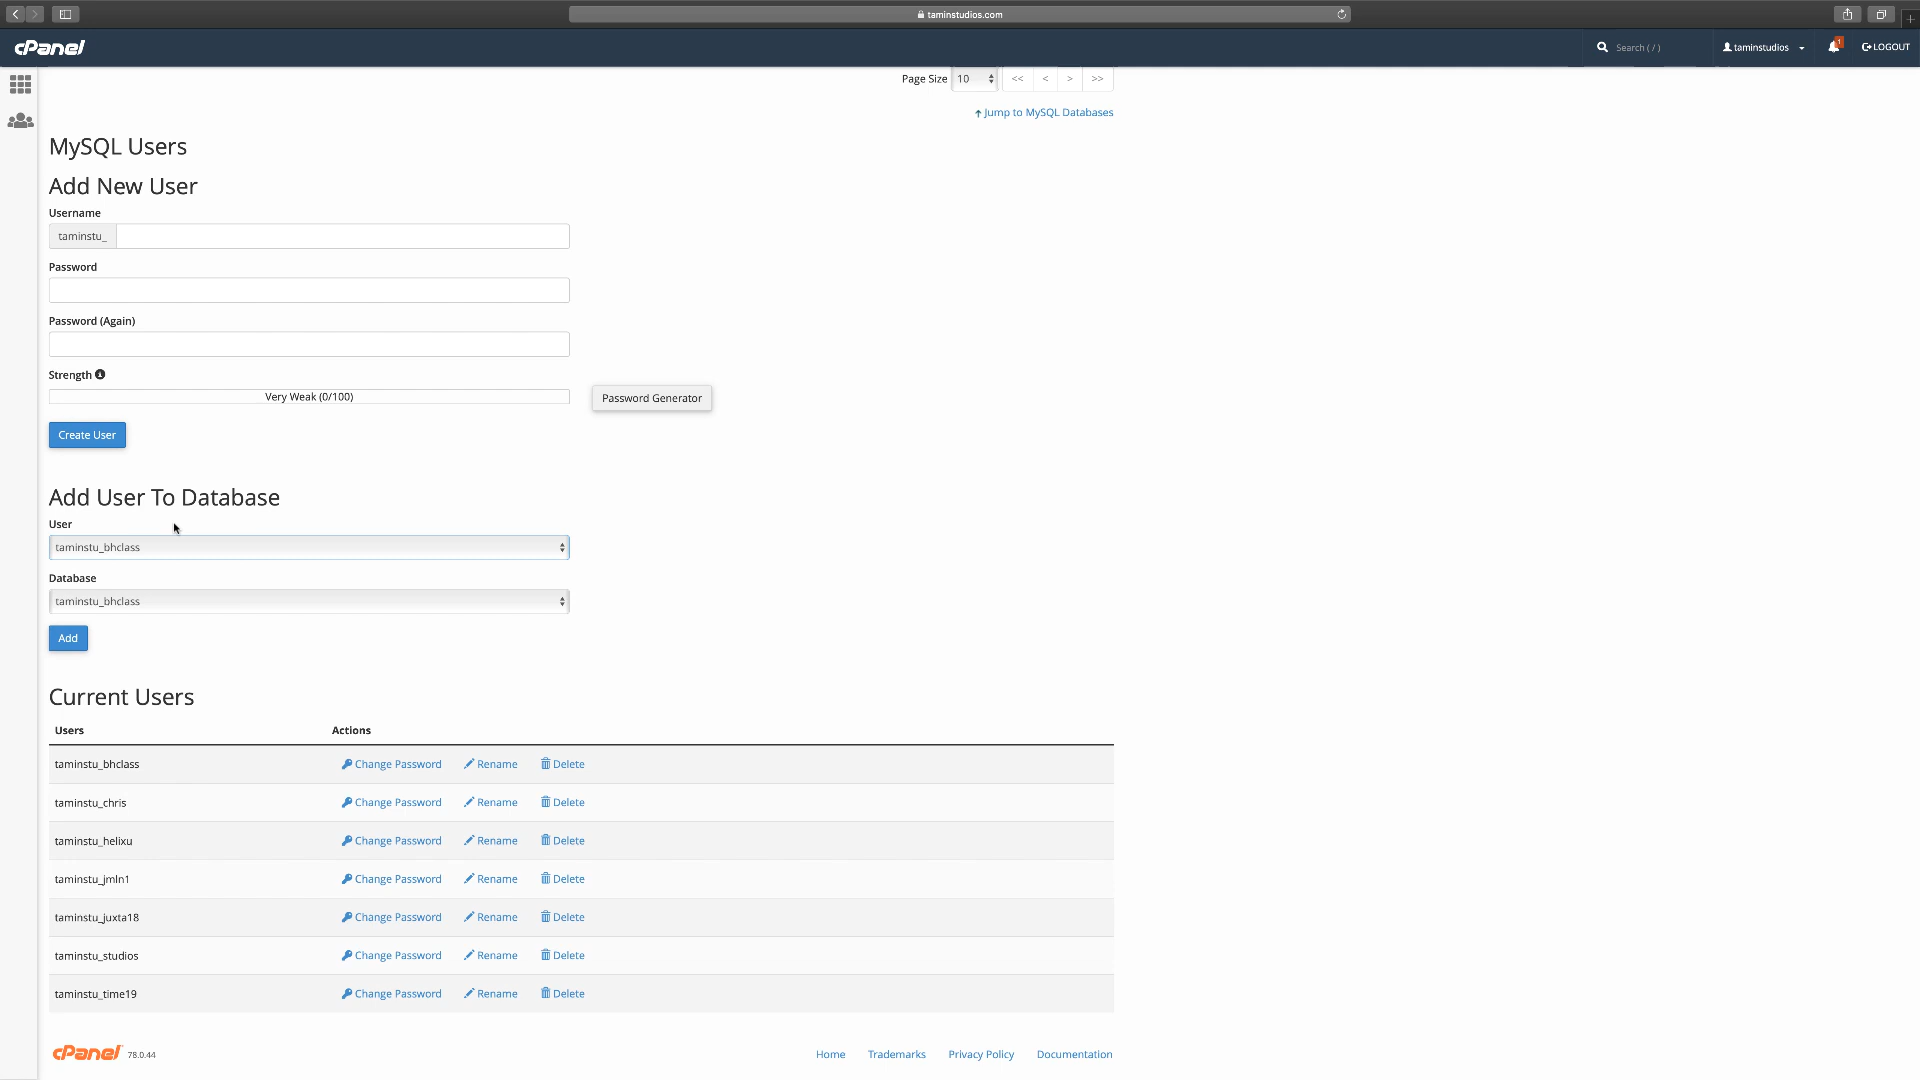 taminstudios.com
cPanel
Search ( / )
taminstudios
1
LOGOUT
Page Size 10 << < > >>
Jump to MySQL Databases
MySQL Users
Add New User
Username
taminstu_
Password
Password (Again)
Strength
Very Weak (0/100)
Password Generator
Create User
Add User To Database
User
taminstu_bhclass
Database
taminstu_bhclass
Add
Current Users
Users Actions
taminstu_bhclass Change Password Rename Delete
taminstu_chris Change Password Rename Delete
taminstu_helixu Change Password Rename Delete
taminstu_jmln1 Change Password Rename Delete
taminstu_juxta18 Change Password Rename Delete
taminstu_studios Change Password Rename Delete
taminstu_time19 Change Password Rename Delete
cPanel 78.0.44
Home Trademarks Privacy Policy Documentation